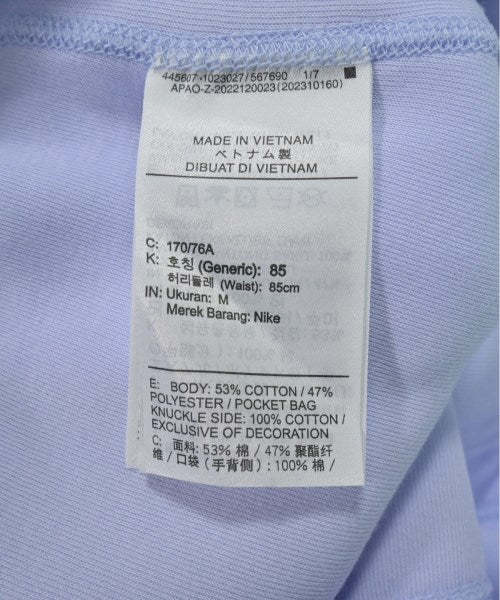 445607-1023027/567690 1/7
APAO-Z-2022120023(202310160)
MADE IN VIETNAM
ベトナム製
DIBUAT DI VIETNAM
C: 170/76A
K: 호칭 (Generic): 85
허리둘레 (Waist): 85cm
IN: Ukuran: M
Merek Barang: Nike
E: BODY: 53% COTTON / 47%
POLYESTER / POCKET BAG
KNUCKLE SIDE: 100% COTTON /
EXCLUSIVE OF DECORATION
C: 面料: 53% 棉 / 47% 聚酯纤
维 / 口袋 (手背侧) : 100% 棉 /